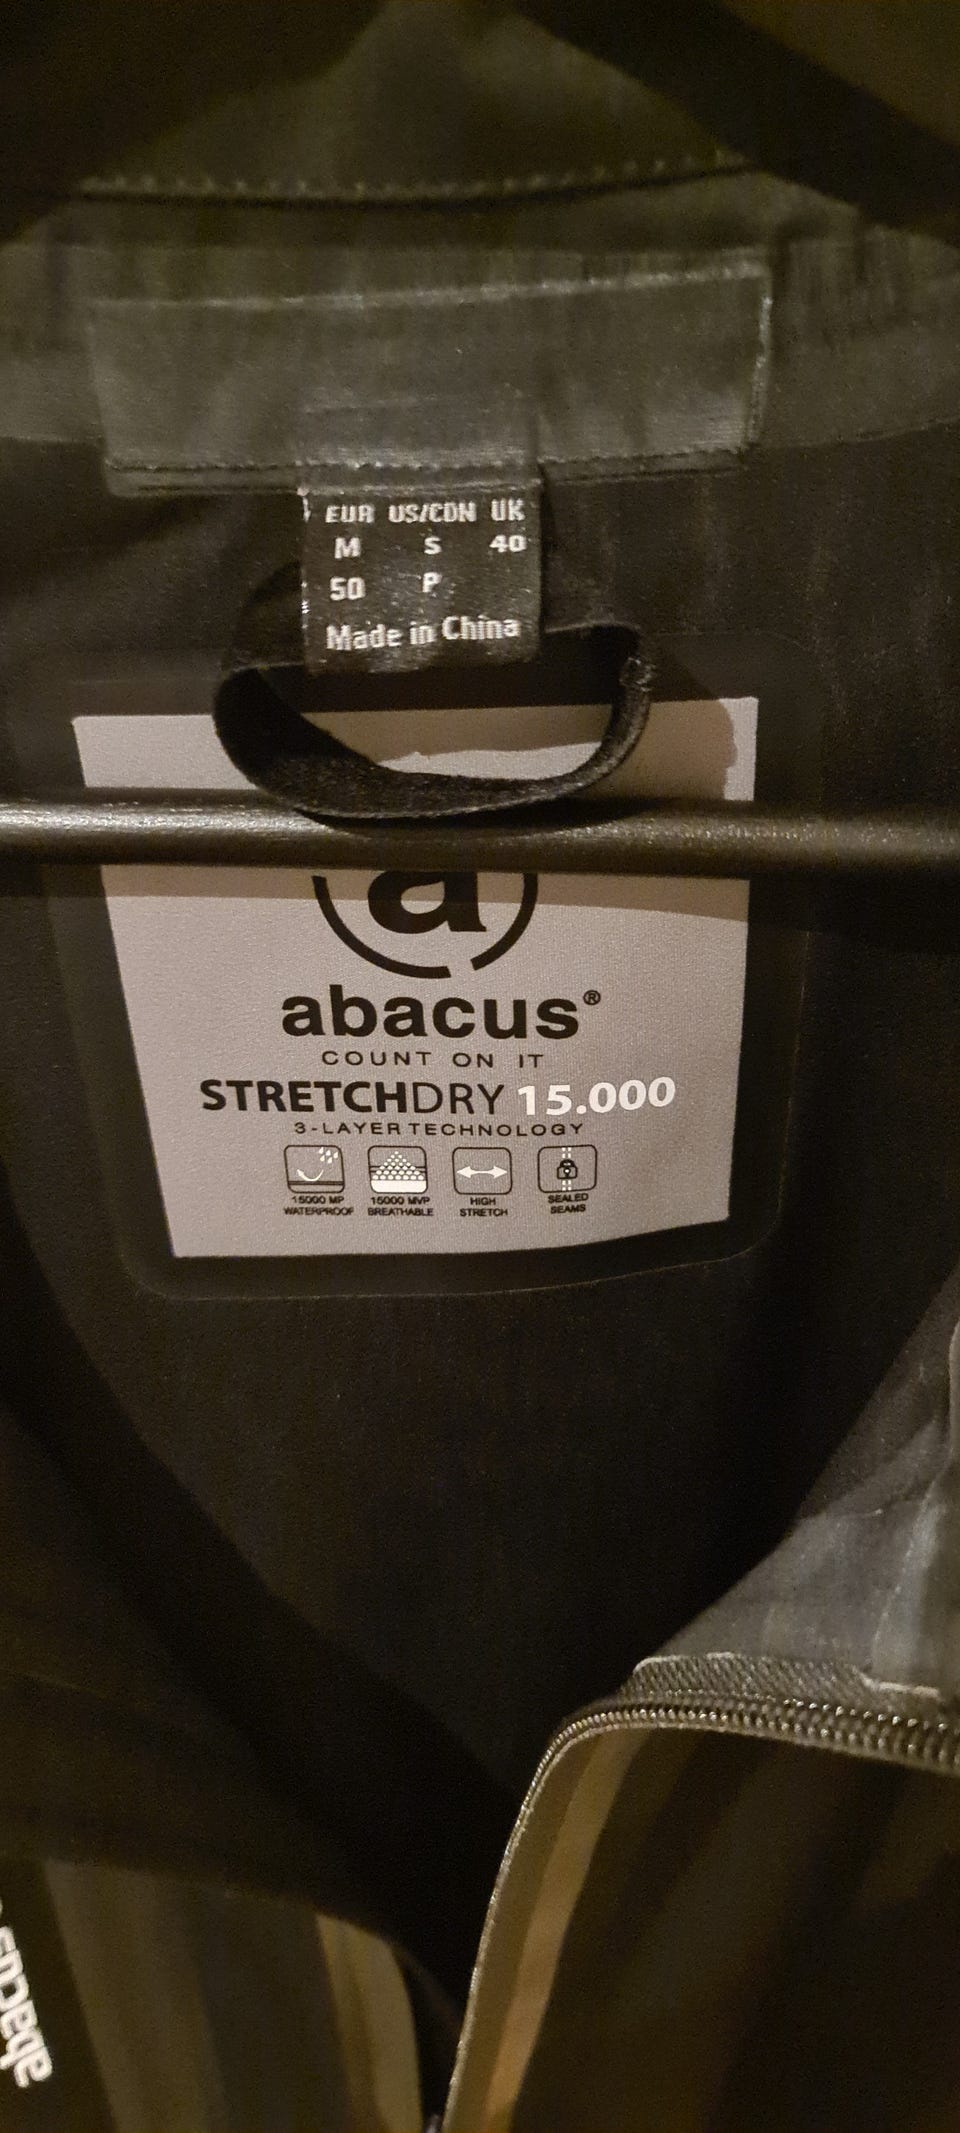 EUR US/CDN UK
M S 40
50 P
Made in China
a
abacus®
COUNT ON IT
STRETCHDRY 15.000
3-LAYER TECHNOLOGY
15000 MP WATERPROOF
15000 MVP BREATHABLE
HIGH STRETCH
SEALED SEAMS
abacus